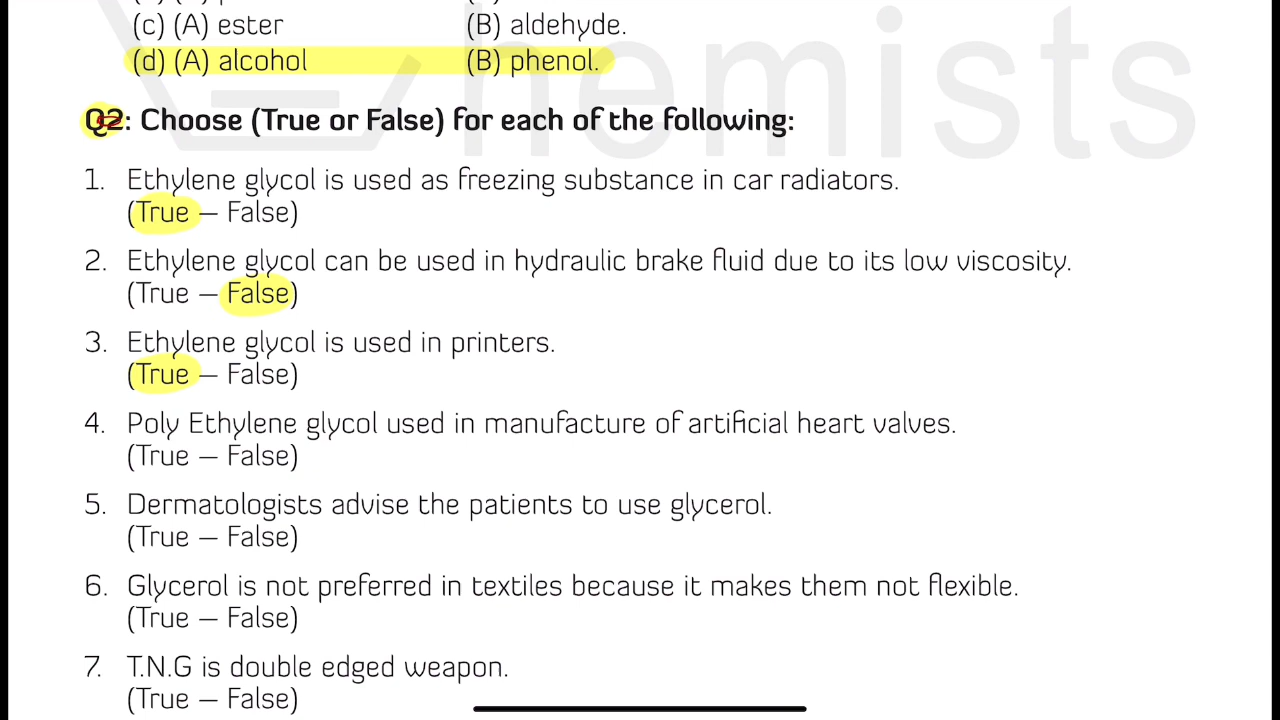 (c) (A) ester (B) aldehyde.
(d) (A) alcohol (B) phenol.
Q2: Choose (True or False) for each of the following:
1. Ethylene glycol is used as freezing substance in car radiators.
(True – False)
2. Ethylene glycol can be used in hydraulic brake fluid due to its low viscosity.
(True – False)
3. Ethylene glycol is used in printers.
(True – False)
4. Poly Ethylene glycol used in manufacture of artificial heart valves.
(True – False)
5. Dermatologists advise the patients to use glycerol.
(True – False)
6. Glycerol is not preferred in textiles because it makes them not flexible.
(True – False)
7. T.N.G is double edged weapon.
(True – False)
hemists